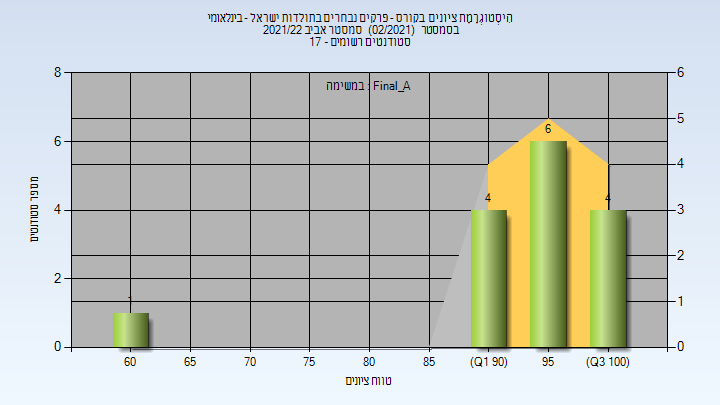 הִיסְטוֹגְרָמַת ציונים בקורס - פרקים נבחרים בתולדות ישראל - בינלאומי
בסמסטר (02/2021) סמסטר אביב 2021/22
סטודנטים רשומים - 17
במשימה : Final_A
מספר סטודנטים
8
6
4
2
0
6
5
4
3
2
1
0
1
4
6
4
60
65
70
75
80
85
(Q1 90)
95
(Q3 100)
טווח ציונים